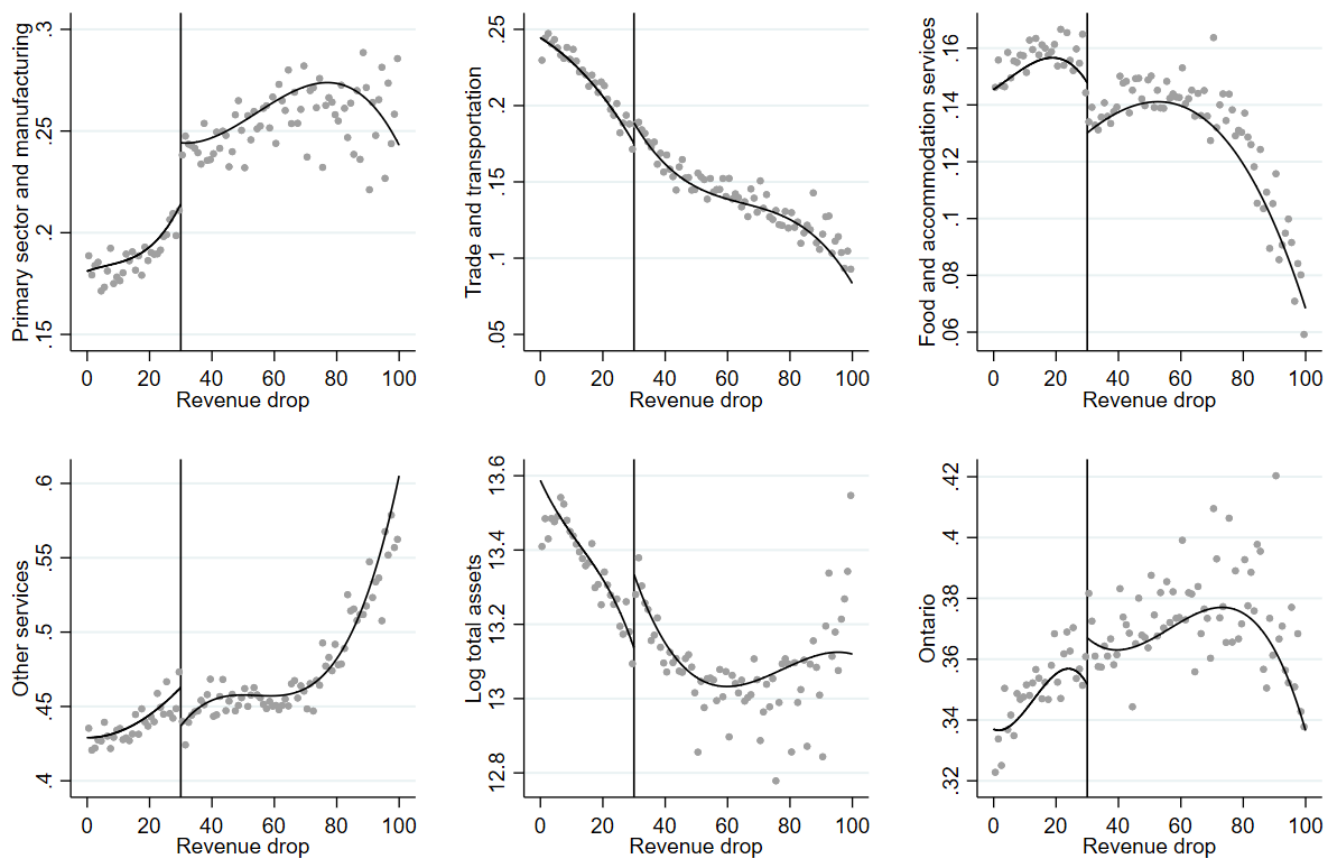 Primary sector and manufacturing
.15 .2 .25 .3
0 20 40 60 80 100
Revenue drop
Trade and transportation
.05 .1 .15 .2 .25
0 20 40 60 80 100
Revenue drop
Food and accommodation services
.06 .08 .1 .12 .14 .16
0 20 40 60 80 100
Revenue drop
Other services
.4 .45 .5 .55 .6
0 20 40 60 80 100
Revenue drop
Log total assets
12.8 13 13.2 13.4 13.6
0 20 40 60 80 100
Revenue drop
Ontario
.32 .34 .36 .38 .4 .42
0 20 40 60 80 100
Revenue drop